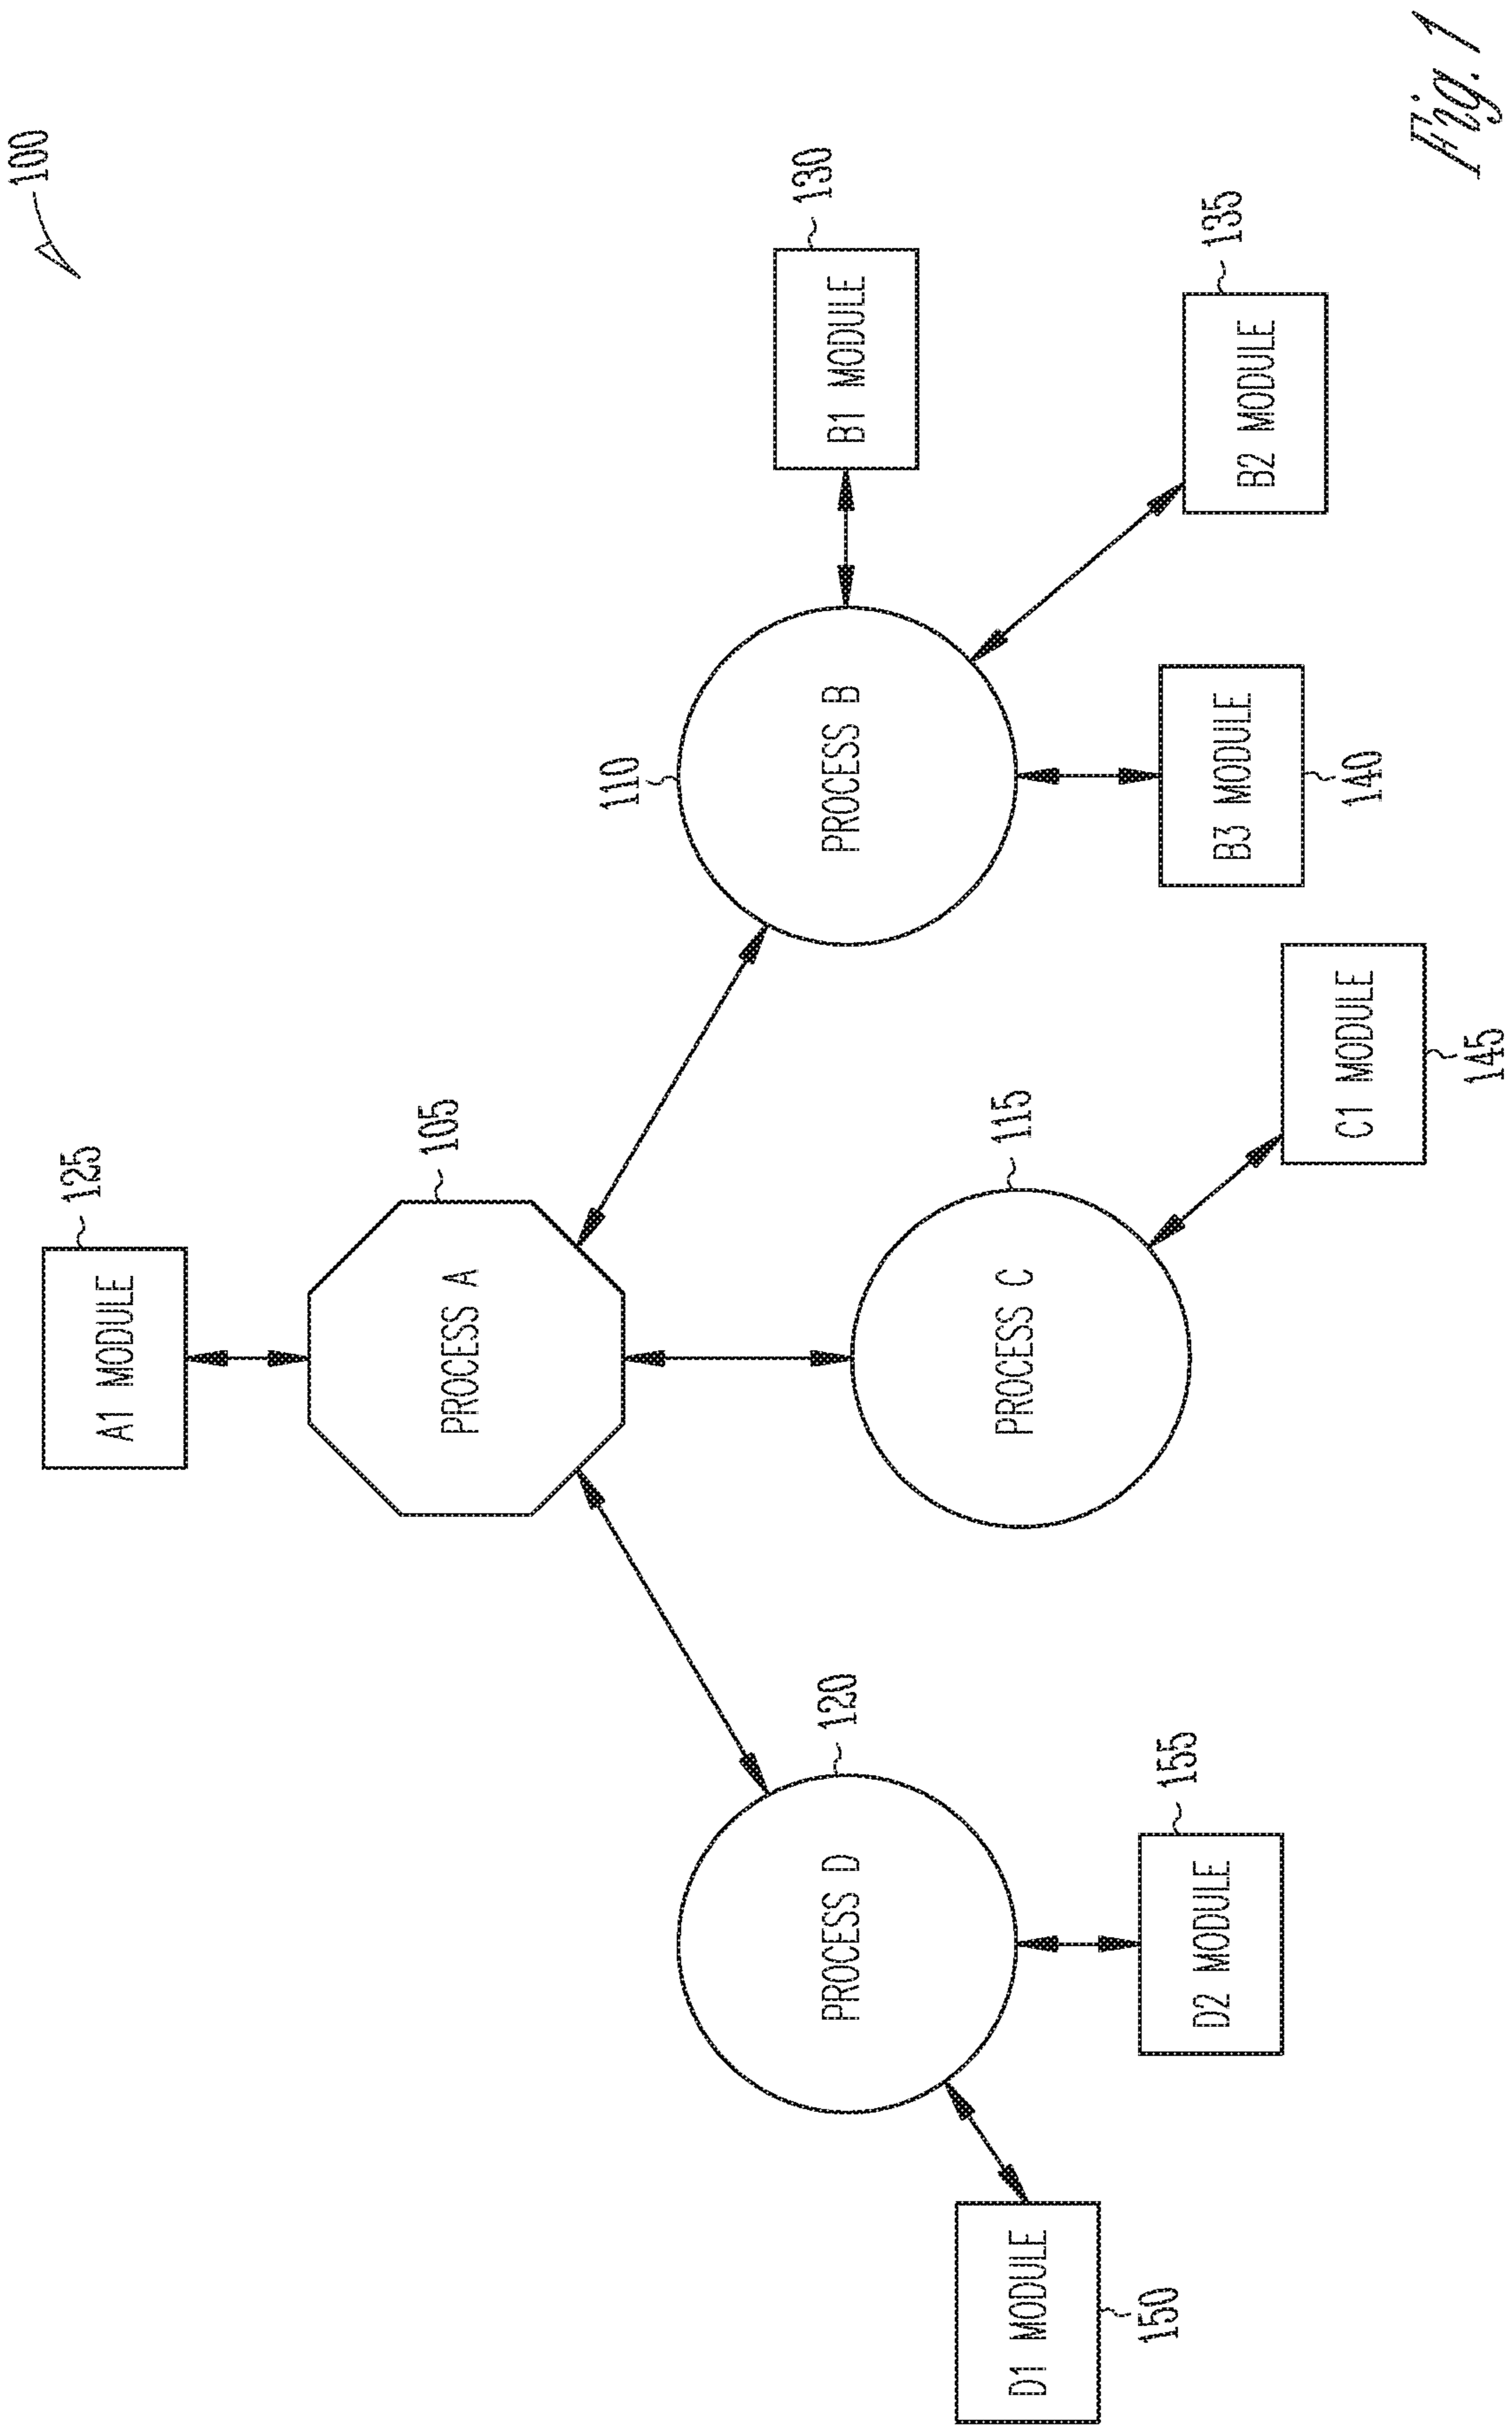 100
A1 MODULE
125
PROCESS A
105
PROCESS D
120
PROCESS B
110
B1 MODULE
130
PROCESS C
115
D1 MODULE
150
D2 MODULE
155
B3 MODULE
140
B2 MODULE
135
C1 MODULE
145
Fig. 1